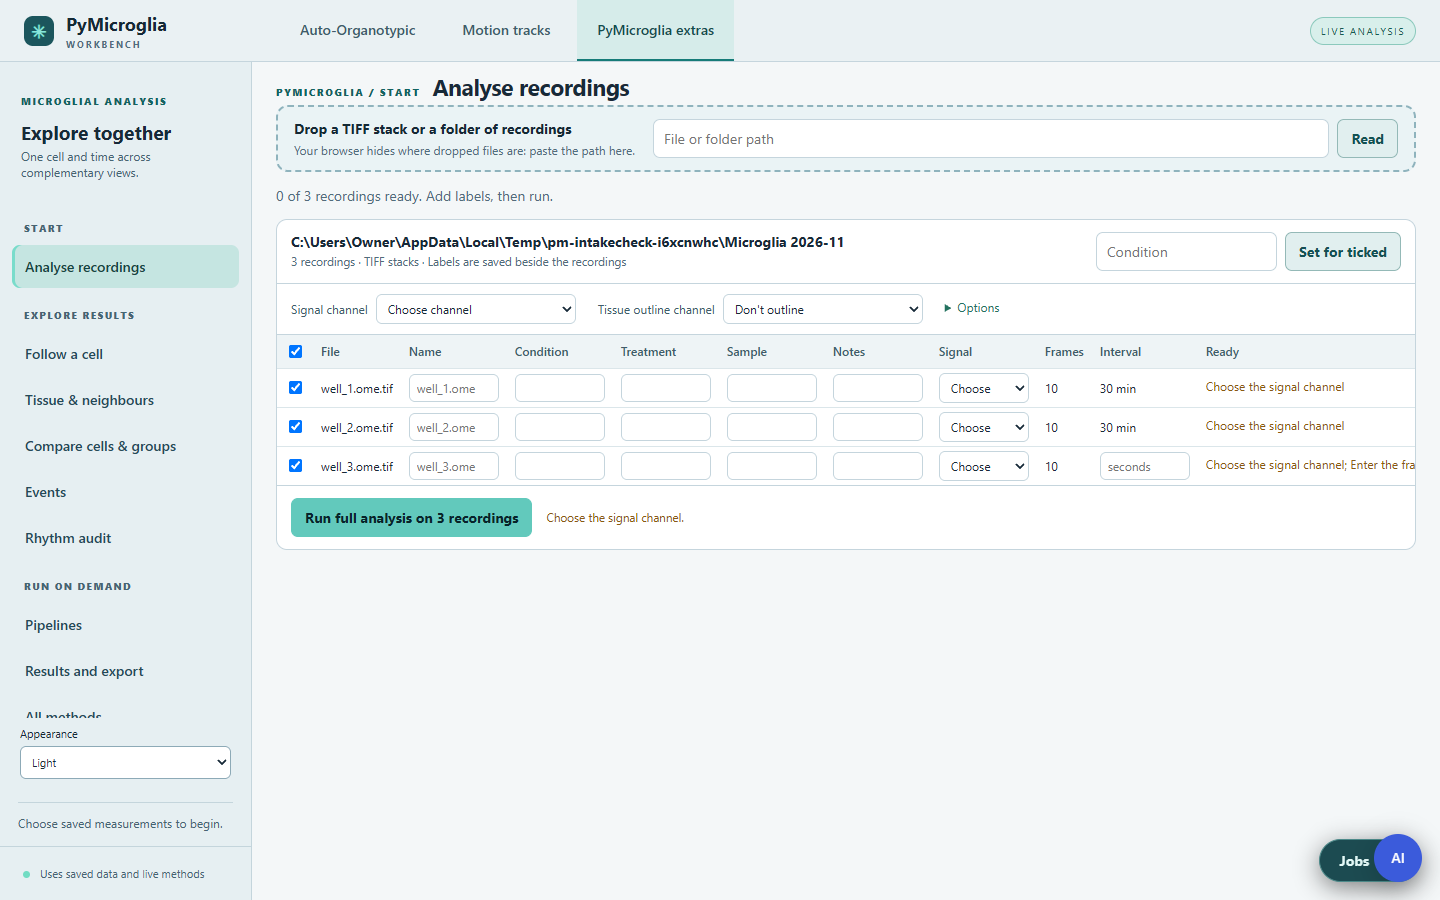 PyMicroglia
WORKBENCH
Auto-Organotypic
Motion tracks
PyMicroglia extras
LIVE ANALYSIS
MICROGLIAL ANALYSIS
Explore together
One cell and time across
complementary views.
START
Analyse recordings
EXPLORE RESULTS
Follow a cell
Tissue & neighbours
Compare cells & groups
Events
Rhythm audit
RUN ON DEMAND
Pipelines
Results and export
All methods
Appearance
Light
Choose saved measurements to begin.
Uses saved data and live methods
PYMICROGLIA / START Analyse recordings
Drop a TIFF stack or a folder of recordings
Your browser hides where dropped files are: paste the path here.
File or folder path
Read
0 of 3 recordings ready. Add labels, then run.
C:\Users\Owner\AppData\Local\Temp\pm-intakecheck-i6xcnwhc\Microglia 2026-11
3 recordings · TIFF stacks · Labels are saved beside the recordings
Condition
Set for ticked
Signal channel Choose channel Tissue outline channel Don't outline Options
File Name Condition Treatment Sample Notes Signal Frames Interval Ready
well_1.ome.tif well_1.ome Choose 10 30 min Choose the signal channel
well_2.ome.tif well_2.ome Choose 10 30 min Choose the signal channel
well_3.ome.tif well_3.ome Choose 10 seconds Choose the signal channel; Enter the fra
Run full analysis on 3 recordings Choose the signal channel.
Jobs
AI